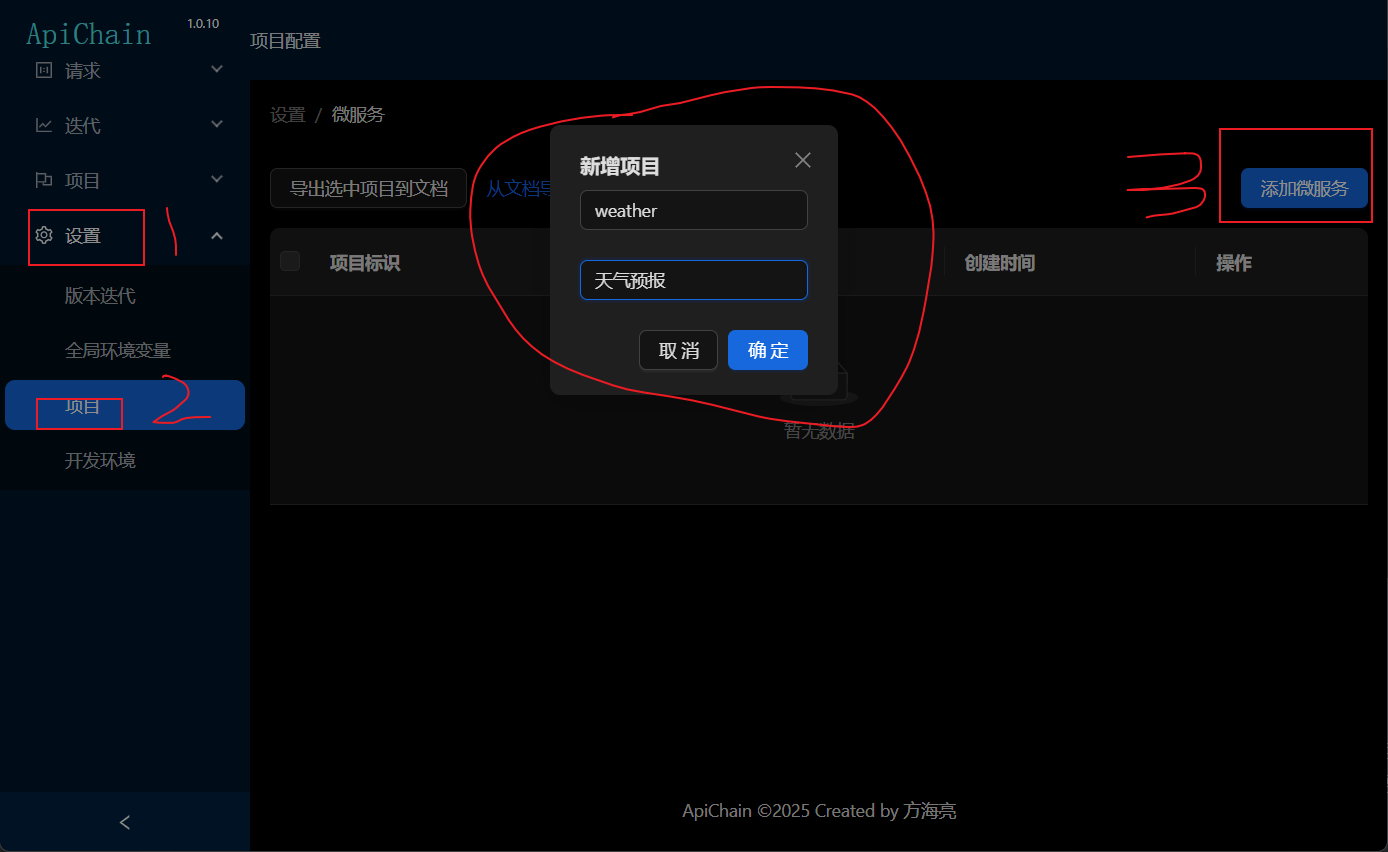 ApiChain 1.0.10
项目配置
请求
迭代
项目
设置
1
版本迭代
全局环境变量
项目
2
开发环境
设置 / 微服务
导出选中项目到文档 从文档导
3
添加微服务
项目标识 创建时间 操作
新增项目
weather
天气预报
取消 确定
暂无数据
ApiChain ©2025 Created by 方海亮